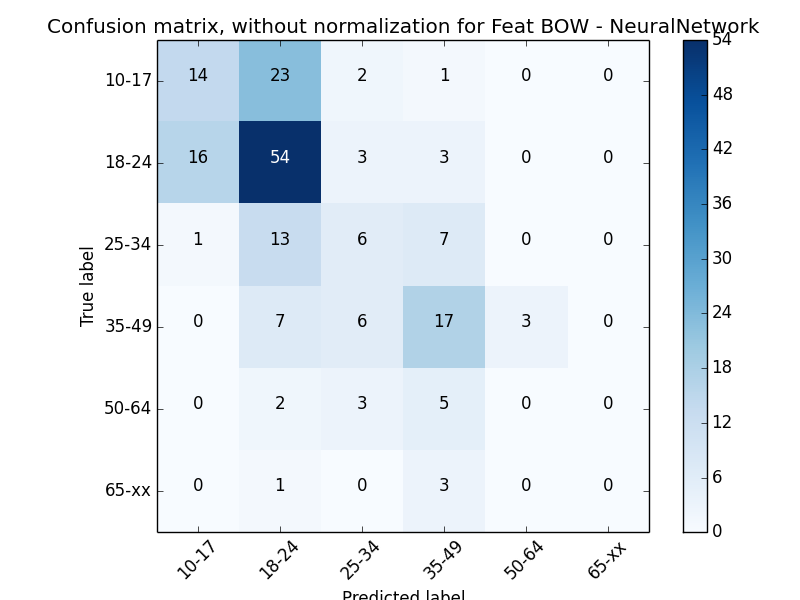 Confusion matrix, without normalization for Feat BOW - NeuralNetwork
10-17 14 23 2 1 0 0
18-24 16 54 3 3 0 0
25-34 1 13 6 7 0 0
35-49 0 7 6 17 3 0
50-64 0 2 3 5 0 0
65-xx 0 1 0 3 0 0
True label
10-17 18-24 25-34 35-49 50-64 65-xx
Predicted label
54
48
42
36
30
24
18
12
6
0